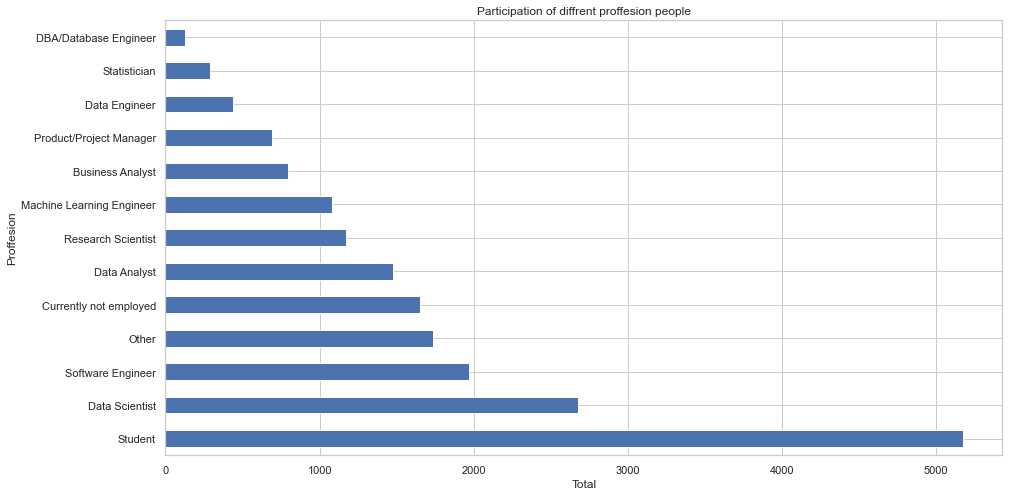 Participation of diffrent proffesion people
DBA/Database Engineer
Statistician
Data Engineer
Product/Project Manager
Business Analyst
Machine Learning Engineer
Research Scientist
Data Analyst
Currently not employed
Other
Software Engineer
Data Scientist
Student
Proffesion
0 1000 2000 3000 4000 5000
Total